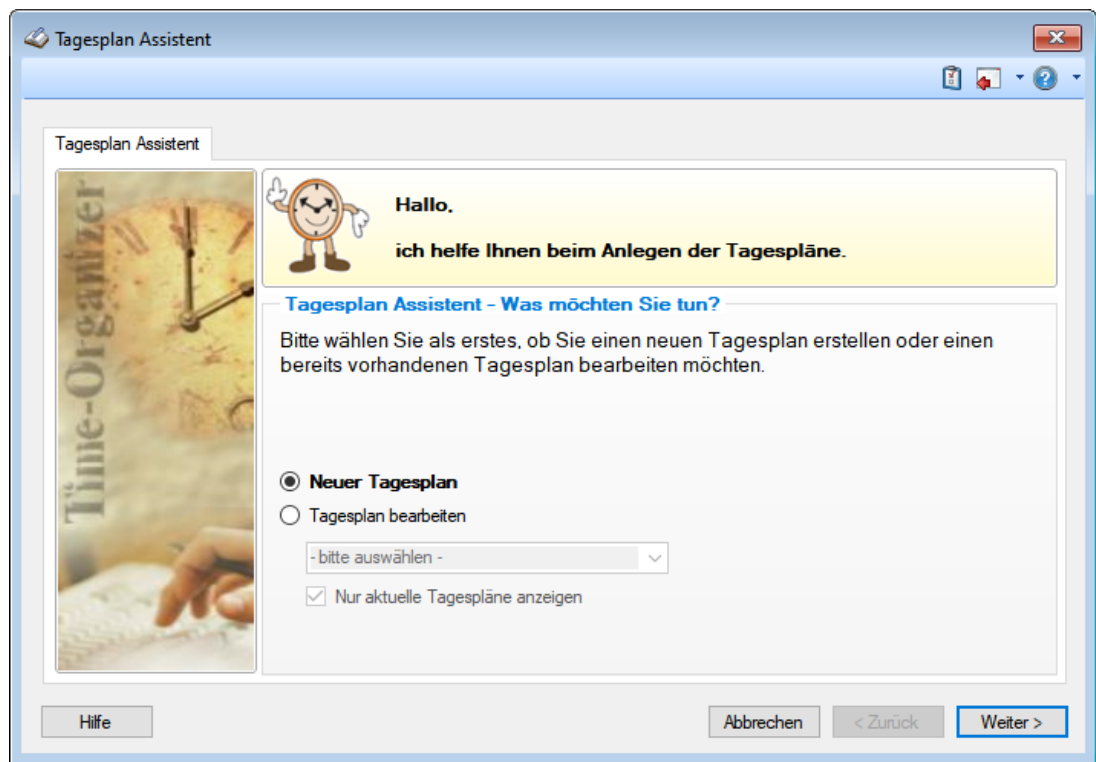 Tagesplan Assistent
Tagesplan Assistent
Time-Organizer
Hallo,
ich helfe Ihnen beim Anlegen der Tagespläne.
Tagesplan Assistent - Was möchten Sie tun?
Bitte wählen Sie als erstes, ob Sie einen neuen Tagesplan erstellen oder einen
bereits vorhandenen Tagesplan bearbeiten möchten.
Neuer Tagesplan
Tagesplan bearbeiten
- bitte auswählen -
Nur aktuelle Tagespläne anzeigen
Hilfe
Abbrechen
< Zurück
Weiter >